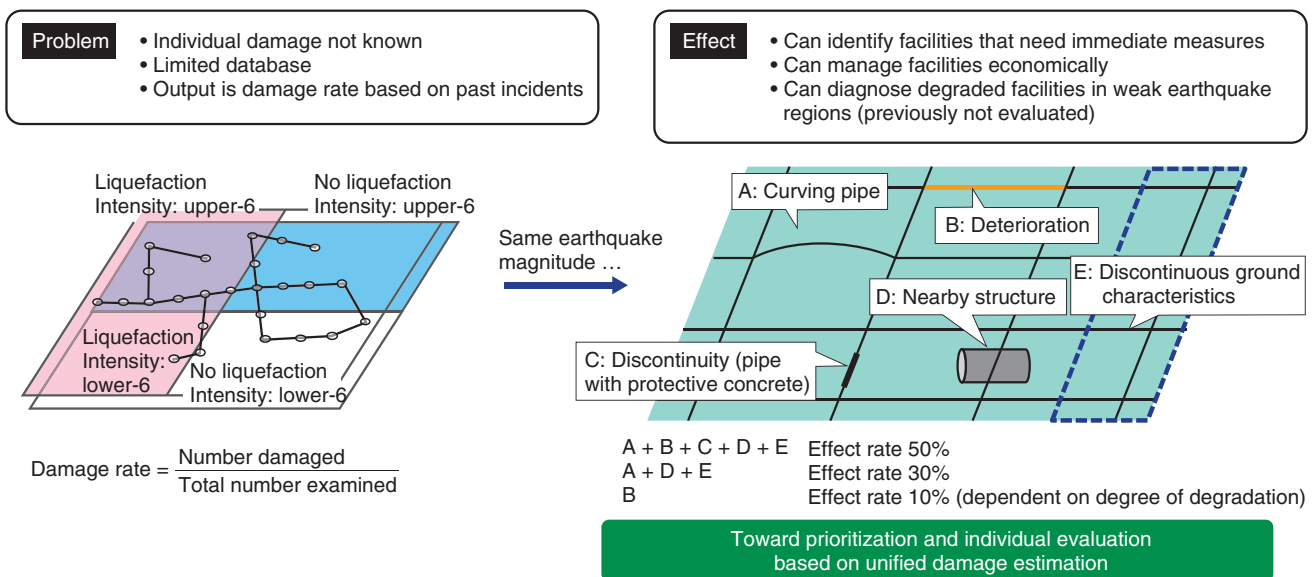 Problem
• Individual damage not known
• Limited database
• Output is damage rate based on past incidents
Effect
• Can identify facilities that need immediate measures
• Can manage facilities economically
• Can diagnose degraded facilities in weak earthquake
regions (previously not evaluated)
Liquefaction
Intensity: upper-6
No liquefaction
Intensity: upper-6
Liquefaction
Intensity:
lower-6
No liquefaction
Intensity: lower-6
Damage rate = Number damaged
Total number examined
Same earthquake
magnitude ...
A: Curving pipe
B: Deterioration
E: Discontinuous ground
characteristics
D: Nearby structure
C: Discontinuity (pipe
with protective concrete)
A + B + C + D + E Effect rate 50%
A + D + E Effect rate 30%
B Effect rate 10% (dependent on degree of degradation)
Toward prioritization and individual evaluation
based on unified damage estimation